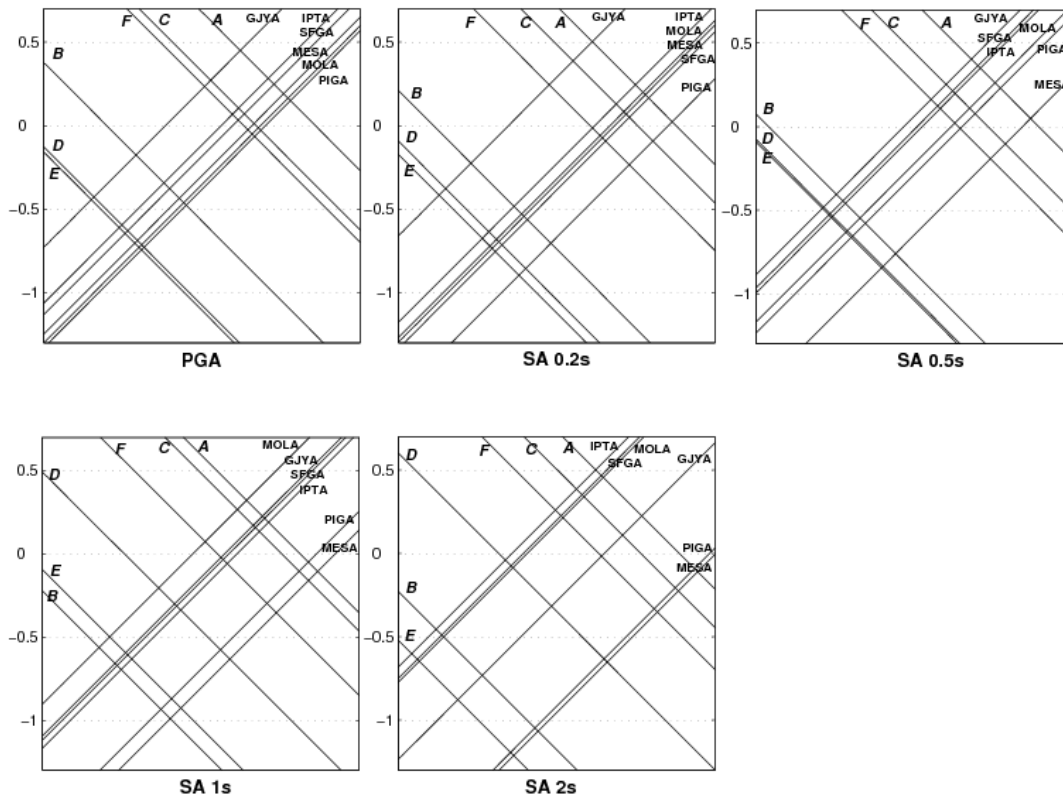 F C A GJYA IPTA
SFGA
MESA
MOLA
PIGA
B
D
E
0.5
0
−0.5
−1
PGA
F C A GJYA IPTA
MOLA
MESA
SFGA
PIGA
B
D
E
0.5
0
−0.5
−1
SA 0.2s
F C A GJYA
MOLA
SFGA
PIGA
IPTA
MESA
B
D
E
0.5
0
−0.5
−1
SA 0.5s
F C A MOLA
GJYA
SFGA
IPTA
PIGA
MESA
D
E
B
0.5
0
−0.5
−1
SA 1s
D F C A IPTA MOLA
SFGA GJYA
PIGA
MESA
B
E
0.5
0
−0.5
−1
SA 2s